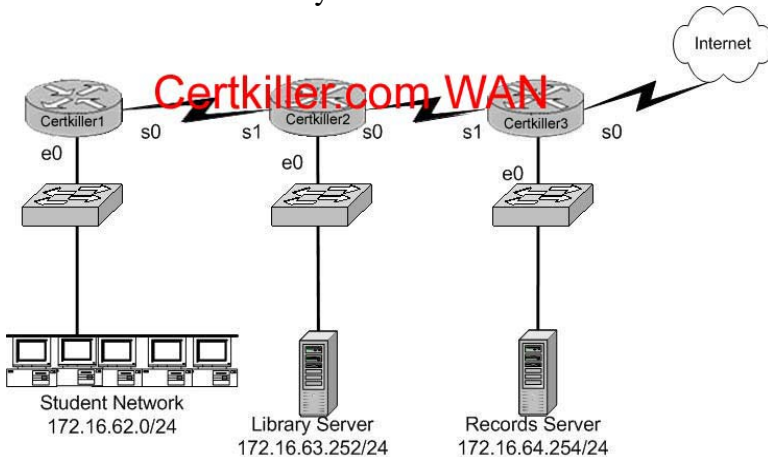 Internet
Certkiller.com WAN
Certkiller1
s0
s1
Certkiller2
s0
s1
Certkiller3
s0
e0
e0
e0
Student Network
172.16.62.0/24
Library Server
172.16.63.252/24
Records Server
172.16.64.254/24